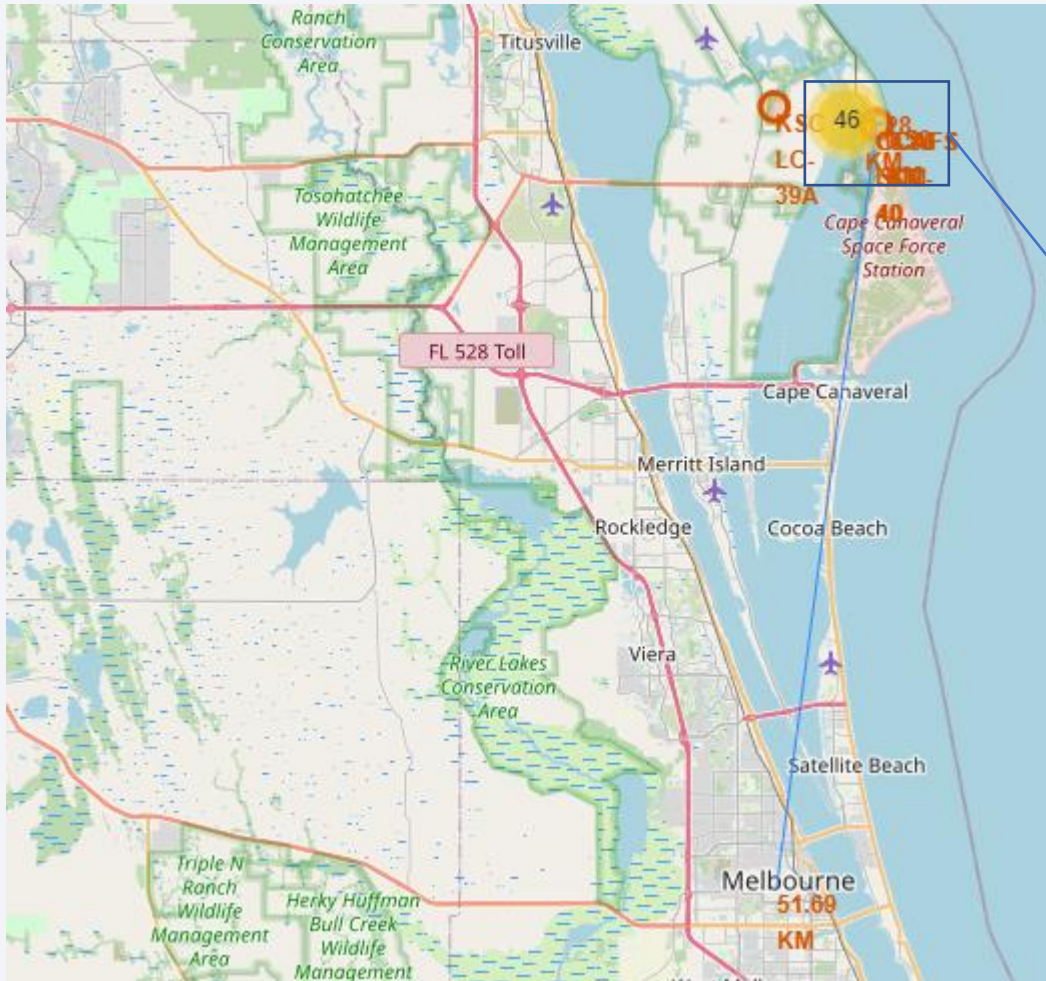 Ranch
Conservation
Area
Titusville
46
KSC
LC-
39A
28
KM
40
Tosohatchee
Wildlife
Management
Area
Cape Canaveral
Space Force
Station
FL 528 Toll
Cape Canaveral
Merritt Island
Rockledge
Cocoa Beach
Viera
River Lakes
Conservation
Area
Satellite Beach
Triple N
Ranch
Wildlife
Management
Area
Herky Huffman
Bull Creek
Wildlife
Management
Melbourne
51.69
KM